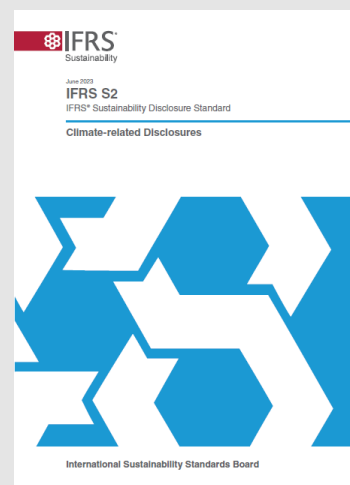 IFRS®
Sustainability
June 2023
IFRS S2
IFRS® Sustainability Disclosure Standard
Climate-related Disclosures
International Sustainability Standards Board